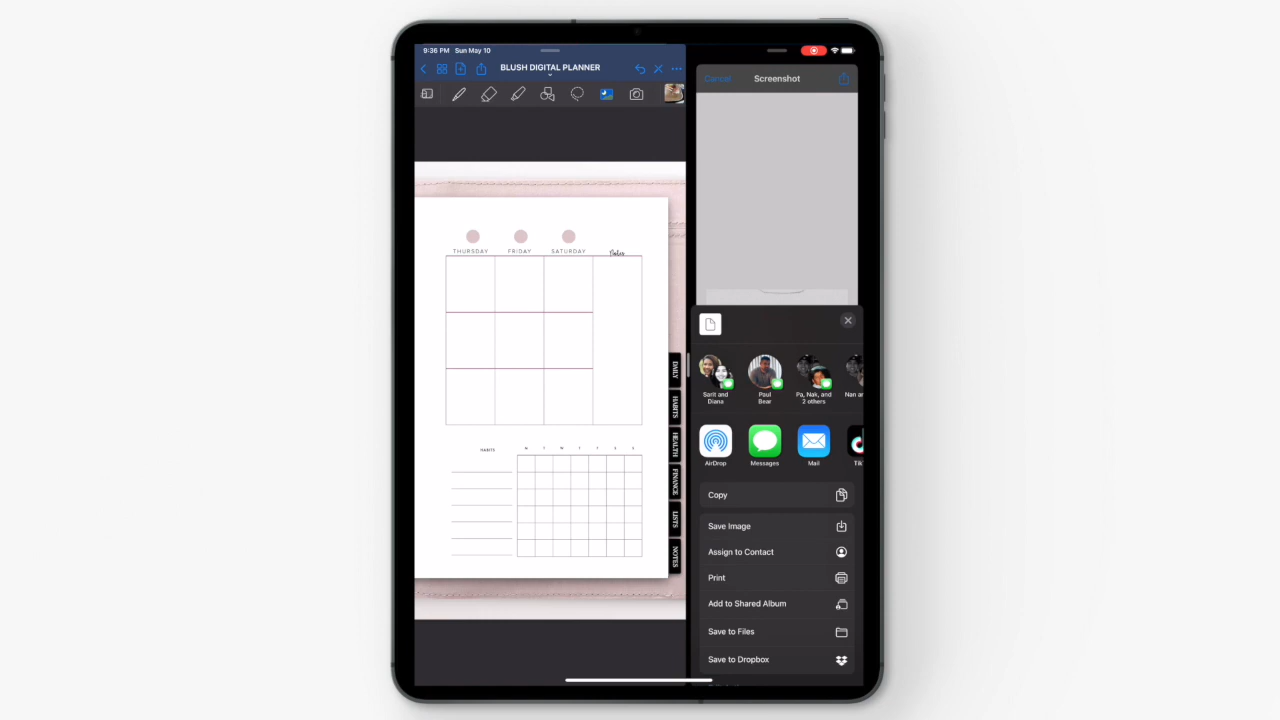 9:36 PM Sun May 10
BLUSH DIGITAL PLANNER
THURSDAY FRIDAY SATURDAY Notes
HABITS M T W T F S S
DAILY
HABITS
HEALTH
FINANCE
LISTS
NOTES
Cancel Screenshot
Sarit and
Diana
Paul
Bear
Pa, Nak, and
2 others
Nan
AirDrop Messages Mail
Copy
Save Image
Assign to Contact
Print
Add to Shared Album
Save to Files
Save to Dropbox